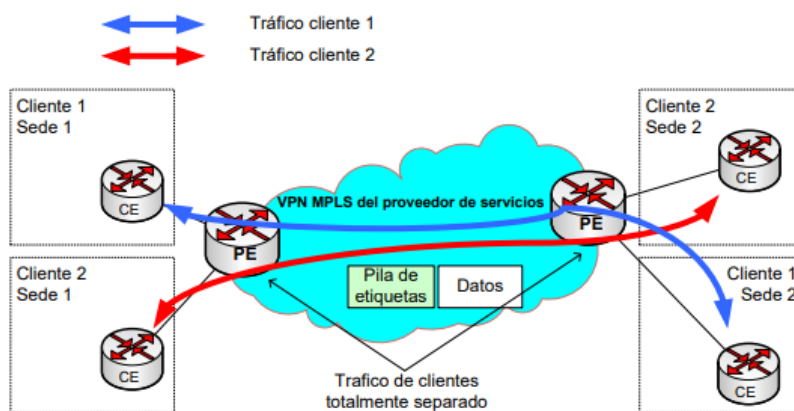 Tráfico cliente 1
Tráfico cliente 2
Cliente 1
Sede 1
CE
Cliente 2
Sede 2
CE
VPN MPLS del proveedor de servicios
PE
PE
Cliente 2
Sede 1
CE
Pila de
etiquetas
Datos
Cliente 1
Sede 2
CE
Trafico de clientes
totalmente separado